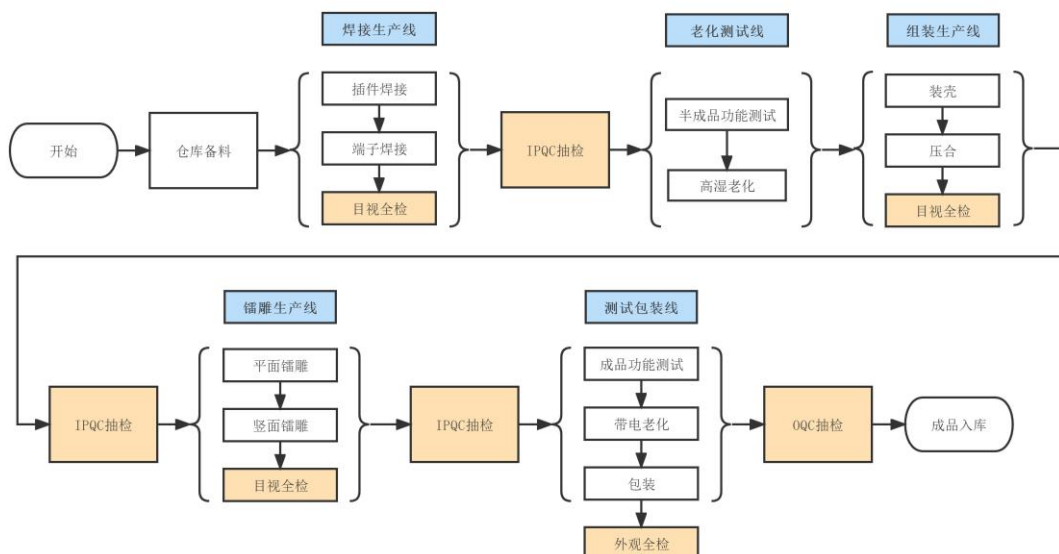 焊接生产线
老化测试线
组装生产线
插件焊接
装壳
半成品功能测试
开始
仓库备料
端子焊接
IPQC抽检
压合
高湿老化
目视全检
目视全检
镭雕生产线
测试包装线
平面镭雕
成品功能测试
IPQC抽检
竖面镭雕
IPQC抽检
带电老化
OQC抽检
成品入库
目视全检
包装
外观全检